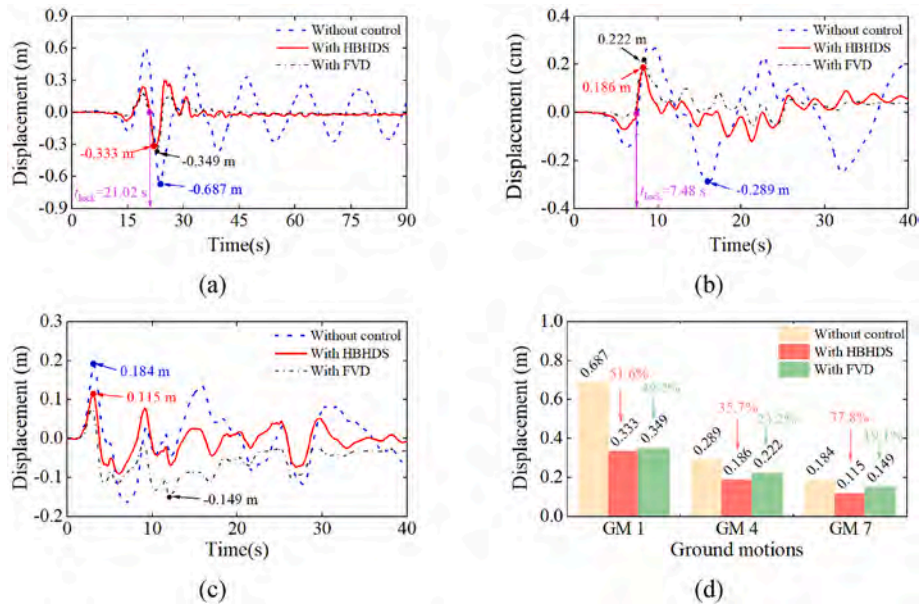 0.9
0.6
0.3
0.0
-0.3
-0.6
-0.9
Displacement (m)
Without control
With HBHDS
With FVD
-0.333 m
-0.349 m
-0.687 m
t_lock=21.02 s
0 15 30 45 60 75 90
Time(s)
(a)
0.4
0.2
0.0
-0.2
-0.4
Displacement (cm)
Without control
With HBHDS
With FVD
0.222 m
0.186 m
-0.289 m
t_lock=7.48 s
0 10 20 30 40
Time(s)
(b)
0.3
0.2
0.1
0.0
-0.1
-0.2
Displacement (m)
Without control
With HBHDS
With FVD
0.184 m
0.115 m
-0.149 m
0 10 20 30 40
Time(s)
(c)
1.0
0.8
0.6
0.4
0.2
0.0
Displacement (m)
Without control
With HBHDS
With FVD
0.687
51.6%
0.333
0.349
0.289
35.7%
0.186
23.2%
0.222
0.184
37.8%
0.115
19.1%
0.149
GM 1 GM 4 GM 7
Ground motions
(d)